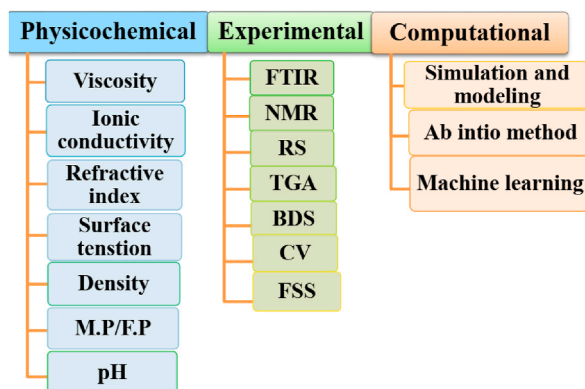 Physicochemical
Viscosity
Ionic
conductivity
Refractive
index
Surface
tenstion
Density
M.P/F.P
pH
Experimental
FTIR
NMR
RS
TGA
BDS
CV
FSS
Computational
Simulation and
modeling
Ab intio method
Machine learning